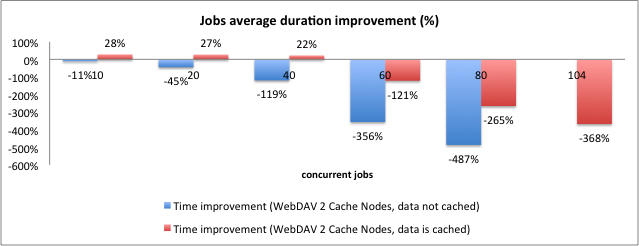 Jobs average duration improvement (%)
28% 27% 22%
100%
0%
-100%
-200%
-300%
-400%
-500%
-600%
10 20 40 60 80 104
-11% -45% -119% -356% -487%
-121% -265% -368%
concurrent jobs
Time improvement (WebDAV 2 Cache Nodes, data not cached)
Time improvement (WebDAV 2 Cache Nodes, data is cached)